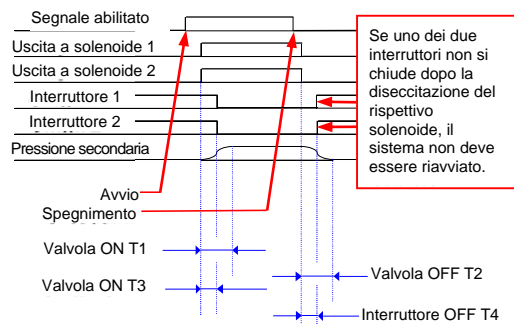 Segnale abilitato
Uscita a solenoide 1
Uscita a solenoide 2
Interruttore 1
Interruttore 2
Pressione secondaria
Avvio
Spegnimento
Valvola ON T1
Valvola ON T3
Valvola OFF T2
Interruttore OFF T4
Se uno dei due
interruttori non si
chiude dopo la
diseccitazione del
rispettivo
solenoide, il
sistema non deve
essere riavviato.